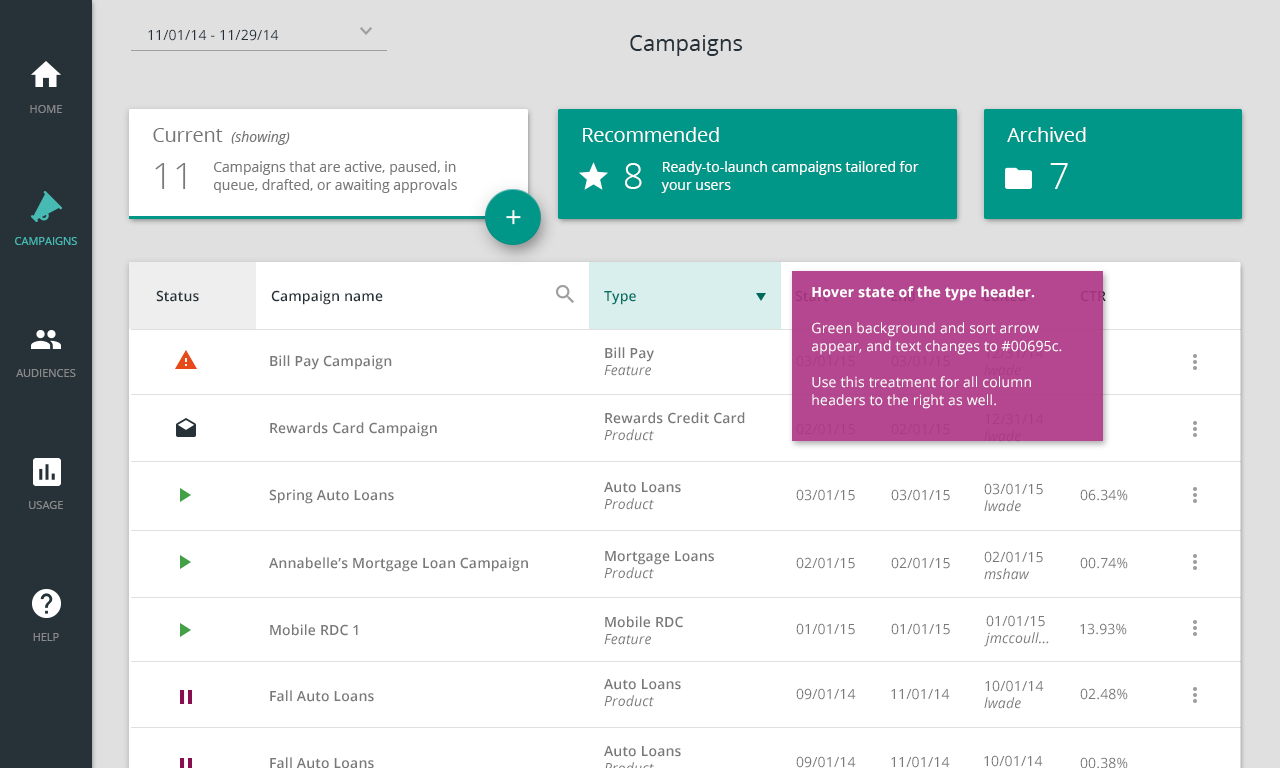 11/01/14 - 11/29/14
Campaigns
HOME
CAMPAIGNS
AUDIENCES
USAGE
HELP
Current (showing)
11
Campaigns that are active, paused, in
queue, drafted, or awaiting approvals
+
Recommended
8
Ready-to-launch campaigns tailored for
your users
Archived
7
Status
Campaign name
Type
CTR
Hover state of the type header.
Green background and sort arrow
appear, and text changes to #00695c.
Use this treatment for all column
headers to the right as well.
Bill Pay Campaign
Bill Pay
Feature
03/01/15
03/01/15
12/31/14
lwade
Rewards Card Campaign
Rewards Credit Card
Product
02/01/15
02/01/15
12/31/14
lwade
Spring Auto Loans
Auto Loans
Product
03/01/15
03/01/15
03/01/15
lwade
06.34%
Annabelle’s Mortgage Loan Campaign
Mortgage Loans
Product
02/01/15
02/01/15
02/01/15
mshaw
00.74%
Mobile RDC 1
Mobile RDC
Feature
01/01/15
01/01/15
01/01/15
jmccoull...
13.93%
Fall Auto Loans
Auto Loans
Product
09/01/14
11/01/14
10/01/14
lwade
02.48%
Fall Auto Loans
Auto Loans
Product
09/01/14
11/01/14
10/01/14
00.38%